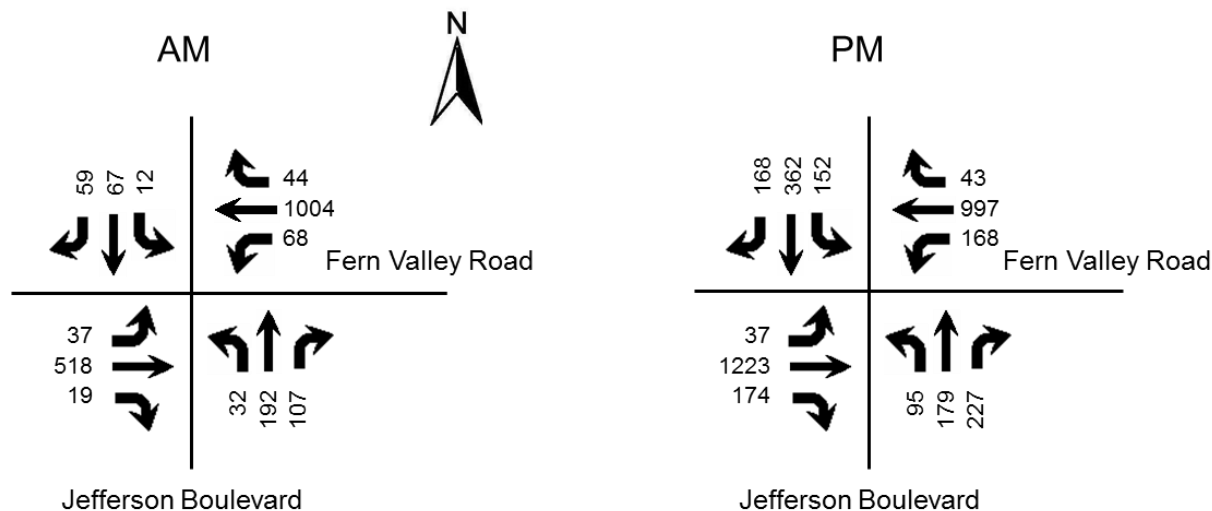 AM
N
PM
59 67 12
44
1004
68
Fern Valley Road
37
518
19
32 192 107
Jefferson Boulevard
168 362 152
43
997
168
Fern Valley Road
37
1223
174
95 179 227
Jefferson Boulevard